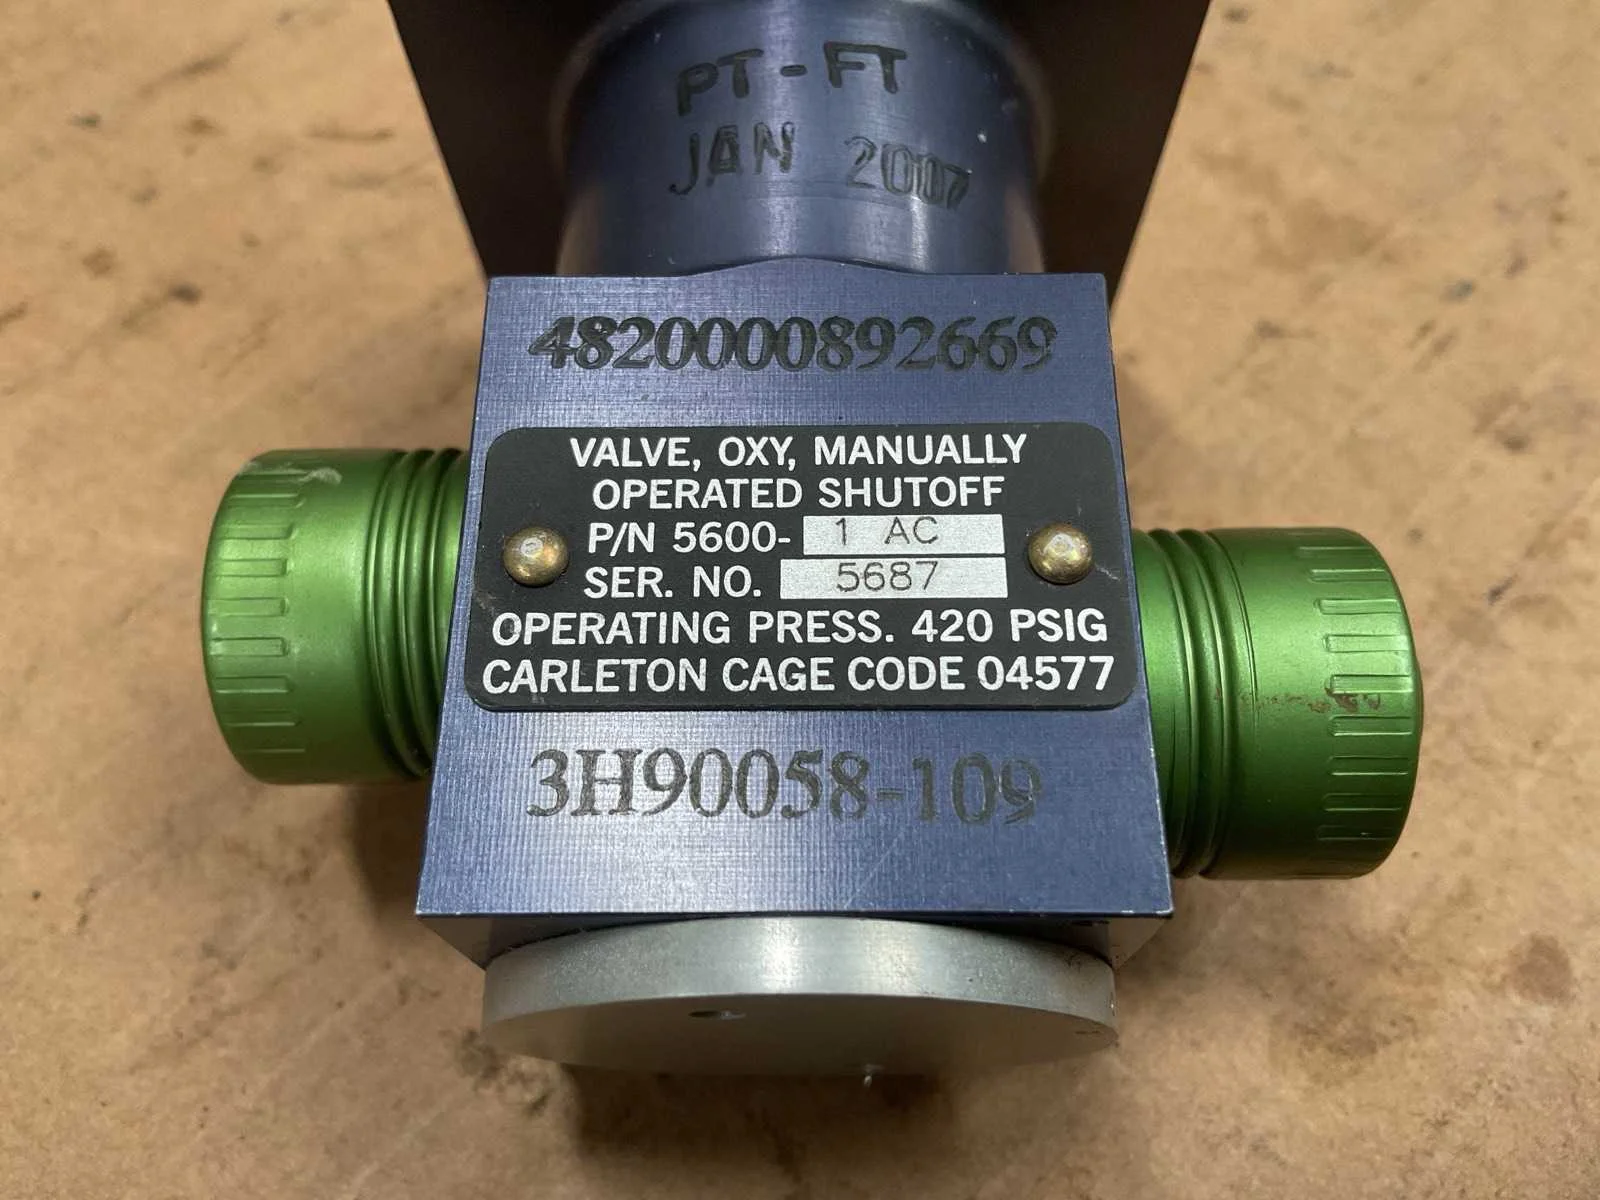 PT-FT
JAN 2007
4820000892669
VALVE, OXY, MANUALLY
OPERATED SHUTOFF
P/N 5600- 1 AC
SER. NO. 5687
OPERATING PRESS. 420 PSIG
CARLETON CAGE CODE 04577
3H90058-109